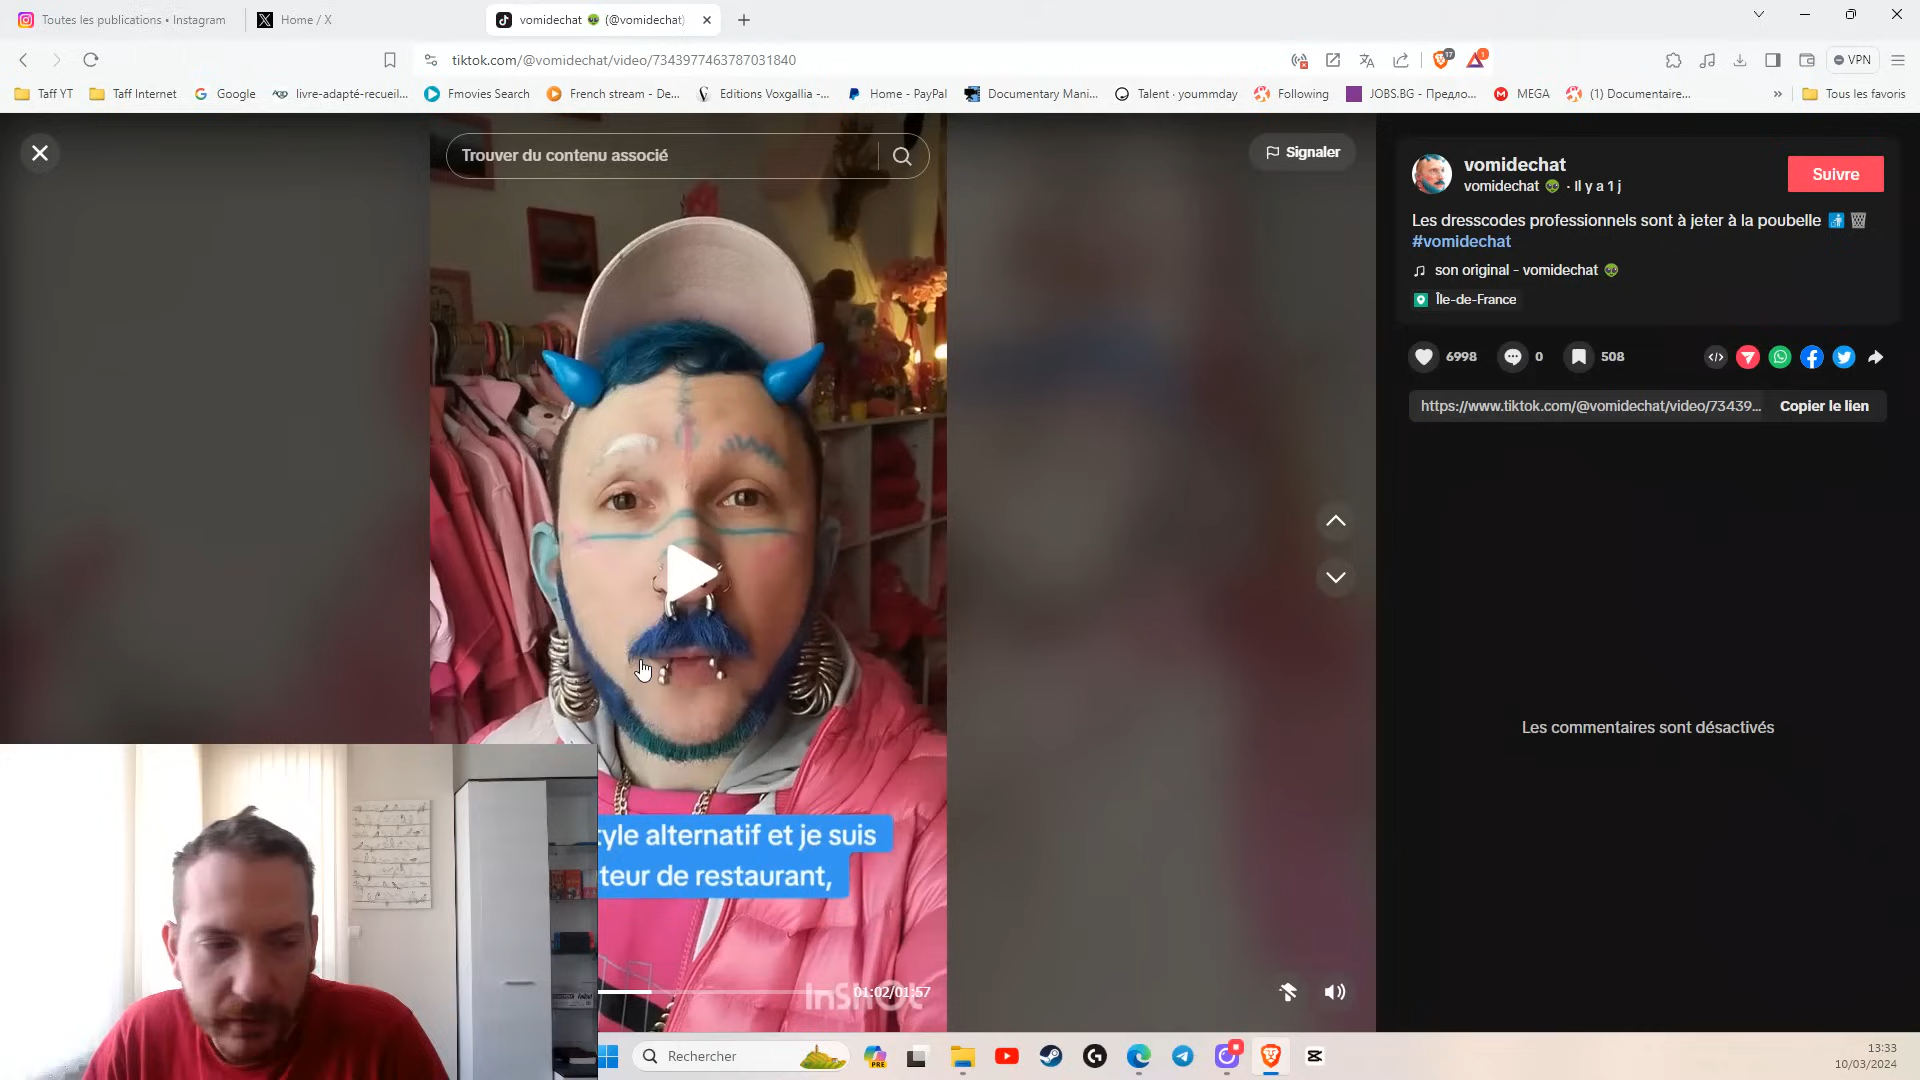 Toutes les publications • Instagram
Home / X
vomidechat 👽 (@vomidechat)
tiktok.com/@vomidechat/video/7343977463787031840
17
1
VPN
Taff YT
Taff Internet
Google
livre-adapté-recueil...
Fmovies Search
French stream - De...
Editions Voxgallia -...
Home - PayPal
Documentary Mani...
Talent · yoummday
Following
JOBS.BG - Предло...
MEGA
(1) Documentaire...
»
Tous les favoris
Trouver du contenu associé
Signaler
vomidechat
vomidechat 👽 · Il y a 1 j
Suivre
Les dresscodes professionnels sont à jeter à la poubelle 🚮 🗑️
#vomidechat
son original - vomidechat 👽
Île-de-France
6998
0
508
https://www.tiktok.com/@vomidechat/video/73439...
Copier le lien
Les commentaires sont désactivés
tyle alternatif et je suis
teur de restaurant,
InShOt
01:02/01:57
Rechercher
PRE
13:33
10/03/2024